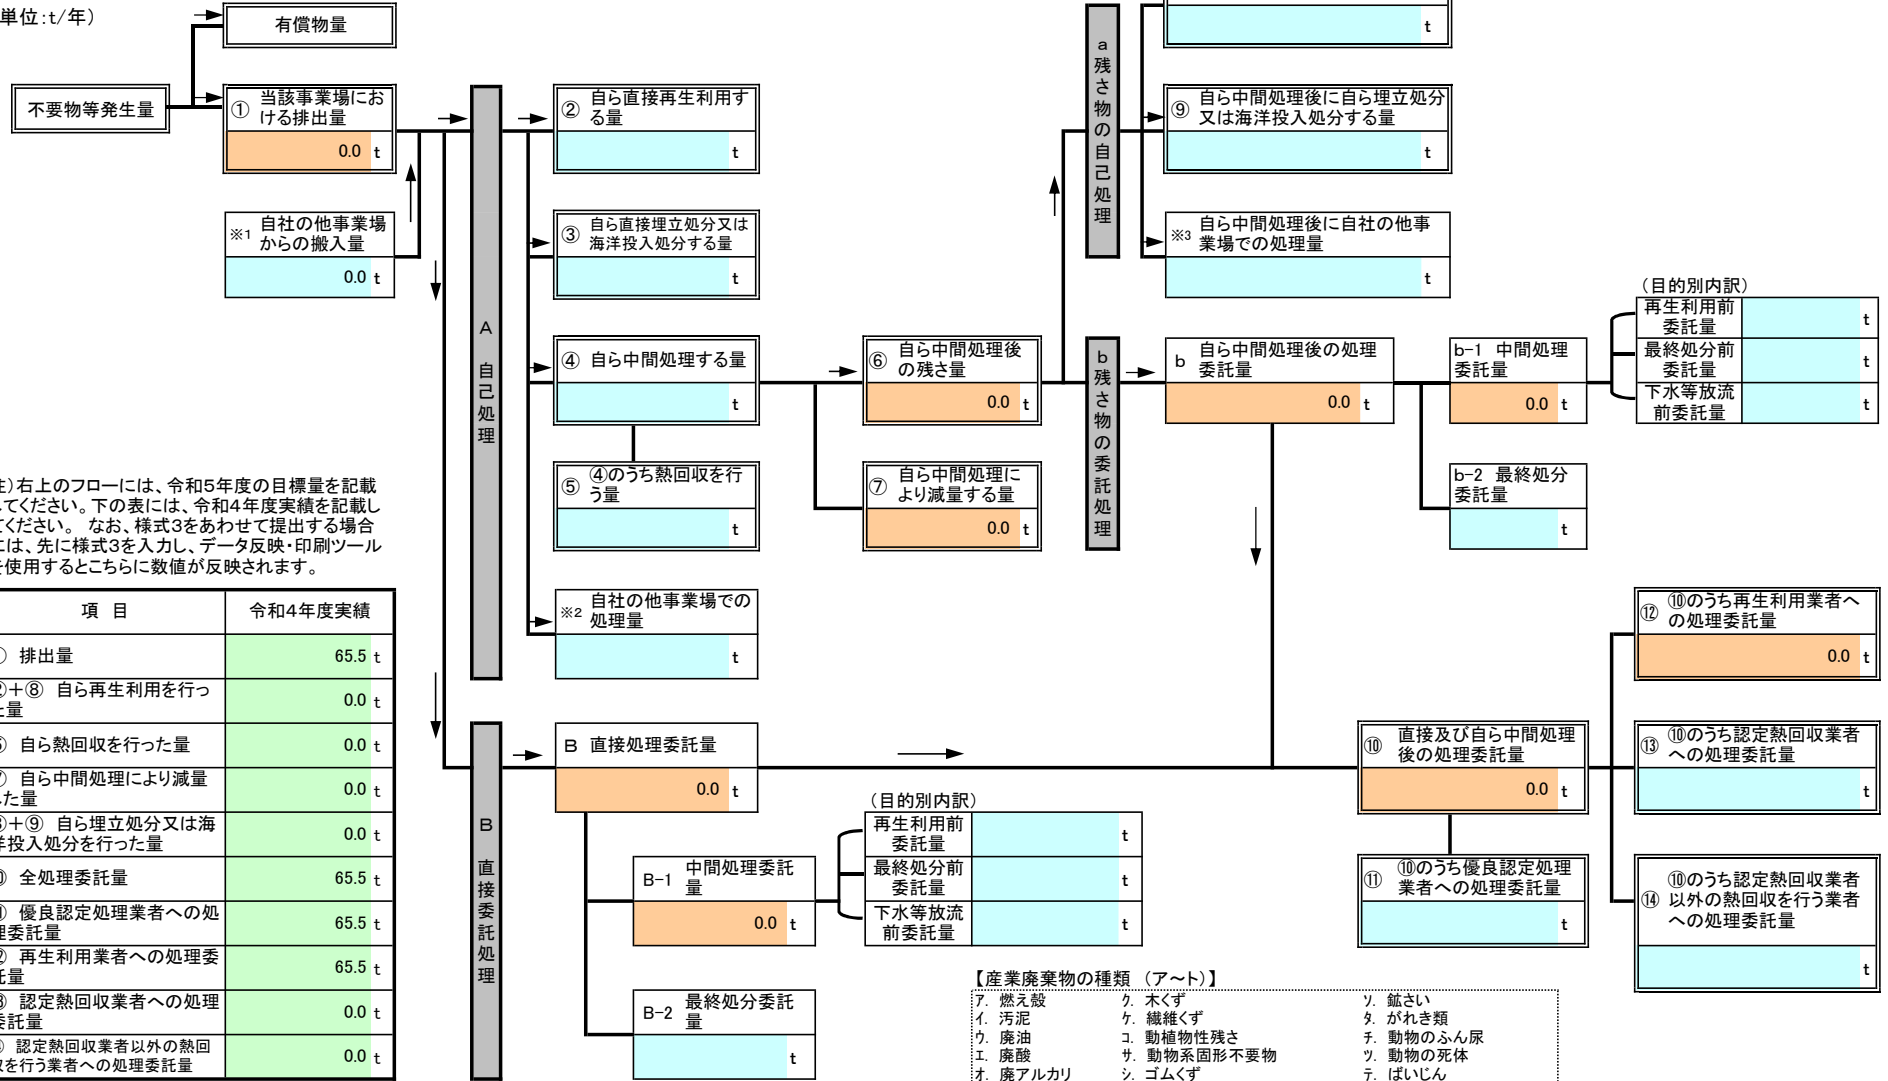 単位:t/年）
有償物量
不要物等発生量
① 当該事業場にお
ける排出量
0.0 t
※1 自社の他事業場
からの搬入量
0.0 t
A 自己処理
② 自ら直接再生利用す
る量
t
③ 自ら直接埋立処分又は
海洋投入処分する量
t
④ 自ら中間処理する量
t
⑤ ④のうち熱回収を行
う量
t
※2 自社の他事業場での
処理量
t
⑥ 自ら中間処理後
の残さ量
0.0 t
⑦ 自ら中間処理に
より減量する量
0.0 t
a残さ物の自己処理
t
⑨ 自ら中間処理後に自ら埋立処分
又は海洋投入処分する量
t
※3 自ら中間処理後に自社の他事
業場での処理量
t
b残さ物の委託処理
b 自ら中間処理後の処理
委託量
0.0 t
b-1 中間処理
委託量
0.0 t
（目的別内訳）
再生利用前
委託量
t
最終処分前
委託量
t
下水等放流
前委託量
t
b-2 最終処分
委託量
t
注）右上のフローには、令和5年度の目標量を記載
してください。下の表には、令和4年度実績を記載し
てください。 なお、様式3をあわせて提出する場合
には、先に様式3を入力し、データ反映・印刷ツール
を使用するとこちらに数値が反映されます。
項 目 令和4年度実績
① 排出量 65.5 t
②＋⑧ 自ら再生利用を行っ
た量 0.0 t
⑤ 自ら熱回収を行った量 0.0 t
⑦ 自ら中間処理により減量
した量 0.0 t
③＋⑨ 自ら埋立処分又は海
洋投入処分を行った量 0.0 t
⑩ 全処理委託量 65.5 t
⑪ 優良認定処理業者への処
理委託量 65.5 t
⑫ 再生利用業者への処理委
託量 65.5 t
⑬ 認定熱回収業者への処理
委託量 0.0 t
⑭ 認定熱回収業者以外の熱回
収を行う業者への処理委託量 0.0 t
B 直接委託処理
B 直接処理委託量
0.0 t
B-1 中間処理委託
量
0.0 t
（目的別内訳）
再生利用前
委託量
t
最終処分前
委託量
t
下水等放流
前委託量
t
B-2 最終処分委託
量
t
⑩ 直接及び自ら中間処理
後の処理委託量
0.0 t
⑪ ⑩のうち優良認定処理
業者への処理委託量
t
⑫ ⑩のうち再生利用業者へ
の処理委託量
0.0 t
⑬ ⑩のうち認定熱回収業者
への処理委託量
t
⑭ ⑩のうち認定熱回収業者
以外の熱回収を行う業者
への処理委託量
t
【産業廃棄物の種類 （ア～ト）】
ア. 燃え殻 ク. 木くず ソ. 鉱さい
イ. 汚泥 ケ. 繊維くず タ. がれき類
ウ. 廃油 コ. 動植物性残さ チ. 動物のふん尿
エ. 廃酸 サ. 動物系固形不要物 ツ. 動物の死体
オ. 廃アルカリ シ. ゴムくず テ. ばいじん